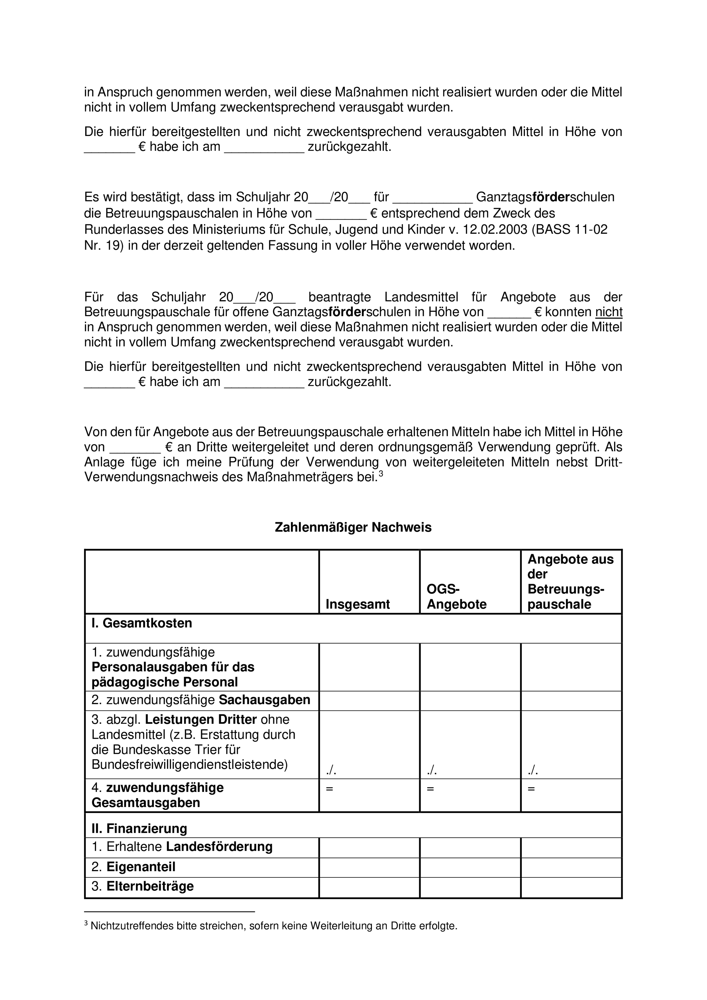 in Anspruch genommen werden, weil diese Maßnahmen nicht realisiert wurden oder die Mittel
nicht in vollem Umfang zweckentsprechend verausgabt wurden.
Die hierfür bereitgestellten und nicht zweckentsprechend verausgabten Mittel in Höhe von
_______ € habe ich am ___________ zurückgezahlt.
Es wird bestätigt, dass im Schuljahr 20___/20___ für ___________ Ganztagsförderschulen
die Betreuungspauschalen in Höhe von _______ € entsprechend dem Zweck des
Runderlasses des Ministeriums für Schule, Jugend und Kinder v. 12.02.2003 (BASS 11-02
Nr. 19) in der derzeit geltenden Fassung in voller Höhe verwendet worden.
Für das Schuljahr 20___/20___ beantragte Landesmittel für Angebote aus der
Betreuungspauschale für offene Ganztagsförderschulen in Höhe von ______ € konnten nicht
in Anspruch genommen werden, weil diese Maßnahmen nicht realisiert wurden oder die Mittel
nicht in vollem Umfang zweckentsprechend verausgabt wurden.
Die hierfür bereitgestellten und nicht zweckentsprechend verausgabten Mittel in Höhe von
_______ € habe ich am ___________ zurückgezahlt.
Von den für Angebote aus der Betreuungspauschale erhaltenen Mitteln habe ich Mittel in Höhe
von _______ € an Dritte weitergeleitet und deren ordnungsgemäß Verwendung geprüft. Als
Anlage füge ich meine Prüfung der Verwendung von weitergeleiteten Mitteln nebst Dritt-
Verwendungsnachweis des Maßnahmeträgers bei.³
Zahlenmäßiger Nachweis
Insgesamt
OGS-
Angebote
Angebote aus
der
Betreuungs-
pauschale
I. Gesamtkosten
1. zuwendungsfähige
Personalausgaben für das
pädagogische Personal
2. zuwendungsfähige Sachausgaben
3. abzgl. Leistungen Dritter ohne
Landesmittel (z.B. Erstattung durch
die Bundeskasse Trier für
Bundesfreiwilligendienstleistende)
./. ./. ./.
4. zuwendungsfähige
Gesamtausgaben
= = =
II. Finanzierung
1. Erhaltene Landesförderung
2. Eigenanteil
3. Elternbeiträge
³ Nichtzutreffendes bitte streichen, sofern keine Weiterleitung an Dritte erfolgte.